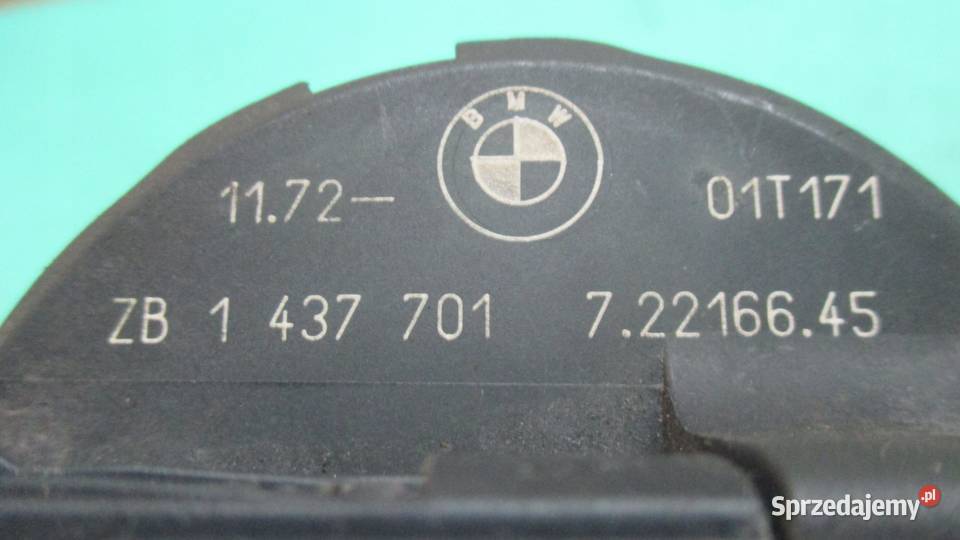 BMW
11.72— 01T171
ZB 1 437 701 7.22166.45
Sprzedajemy.pl